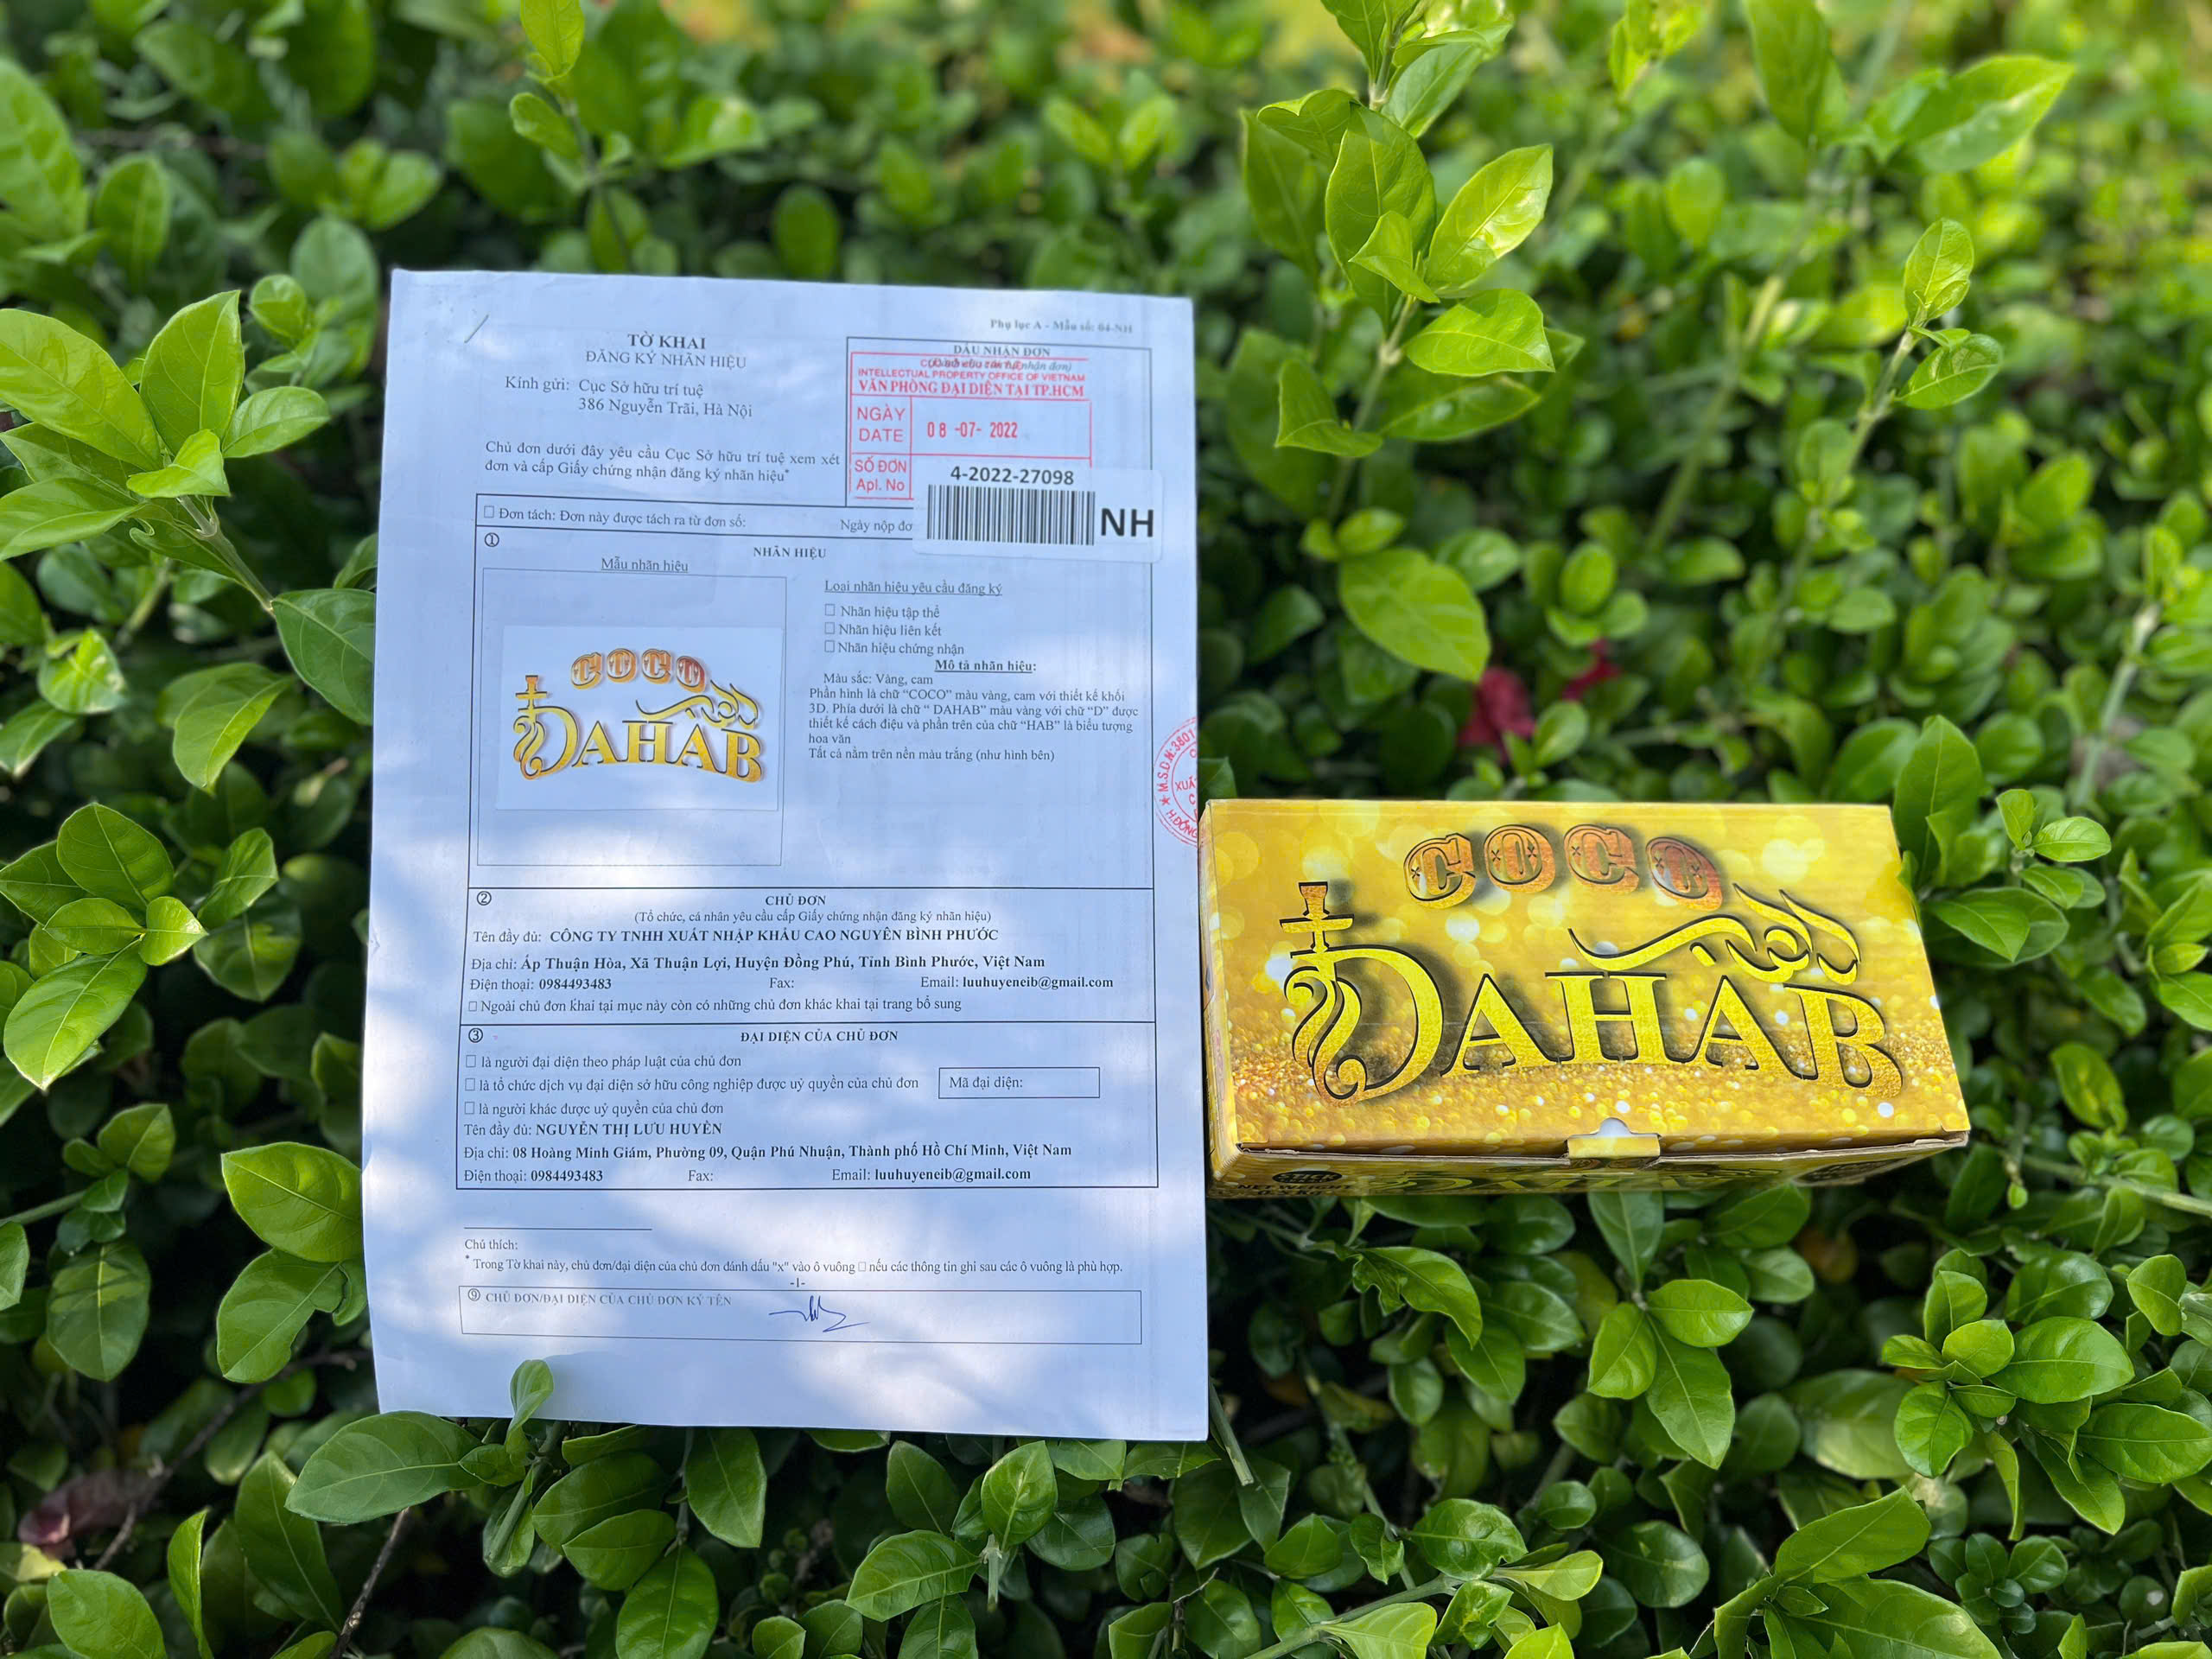 Phụ lục A - Mẫu số: 04-NH
TỜ KHAI
ĐĂNG KÝ NHÃN HIỆU
Kính gửi: Cục Sở hữu trí tuệ
386 Nguyễn Trãi, Hà Nội
Chủ đơn dưới đây yêu cầu Cục Sở hữu trí tuệ xem xét
đơn và cấp Giấy chứng nhận đăng ký nhãn hiệu*
DẤU NHẬN ĐƠN
INTELLECTUAL PROPERTY OFFICE OF VIETNAM
VĂN PHÒNG ĐẠI DIỆN TẠI TP.HCM
NGÀY
DATE
08 -07- 2022
SỐ ĐƠN
Apl. No
4-2022-27098
NH
☐ Đơn tách: Đơn này được tách ra từ đơn số:
Ngày nộp đơ
①
NHÃN HIỆU
Mẫu nhãn hiệu
COCO
DAHAB
Loại nhãn hiệu yêu cầu đăng ký
☐ Nhãn hiệu tập thể
☐ Nhãn hiệu liên kết
☐ Nhãn hiệu chứng nhận
Mô tả nhãn hiệu:
Màu sắc: Vàng, cam
Phần hình là chữ "COCO" màu vàng, cam với thiết kế khối
3D. Phía dưới là chữ " DAHAB" màu vàng với chữ "D" được
thiết kế cách điệu và phần trên của chữ "HAB" là biểu tượng
hoa văn
Tất cả nằm trên nền màu trắng (như hình bên)
②
CHỦ ĐƠN
(Tổ chức, cá nhân yêu cầu cấp Giấy chứng nhận đăng ký nhãn hiệu)
Tên đầy đủ: CÔNG TY TNHH XUẤT NHẬP KHẨU CAO NGUYÊN BÌNH PHƯỚC
Địa chỉ: Ấp Thuận Hòa, Xã Thuận Lợi, Huyện Đồng Phú, Tỉnh Bình Phước, Việt Nam
Điện thoại: 0984493483 Fax: Email: luuhuyeneib@gmail.com
☐ Ngoài chủ đơn khai tại mục này còn có những chủ đơn khác khai tại trang bổ sung
③
ĐẠI DIỆN CỦA CHỦ ĐƠN
☐ là người đại diện theo pháp luật của chủ đơn
☐ là tổ chức dịch vụ đại diện sở hữu công nghiệp được uỷ quyền của chủ đơn
Mã đại diện:
☐ là người khác được uỷ quyền của chủ đơn
Tên đầy đủ: NGUYỄN THỊ LƯU HUYỀN
Địa chỉ: 08 Hoàng Minh Giám, Phường 09, Quận Phú Nhuận, Thành phố Hồ Chí Minh, Việt Nam
Điện thoại: 0984493483 Fax: Email: luuhuyeneib@gmail.com
Chú thích:
* Trong Tờ khai này, chủ đơn/đại diện của chủ đơn đánh dấu "x" vào ô vuông ☐ nếu các thông tin ghi sau các ô vuông là phù hợp.
-1-
⑨ CHỦ ĐƠN/ĐẠI DIỆN CỦA CHỦ ĐƠN KÝ TÊN
M.S.D.N:3801
H.ĐỒNG
COCO
DAHAB